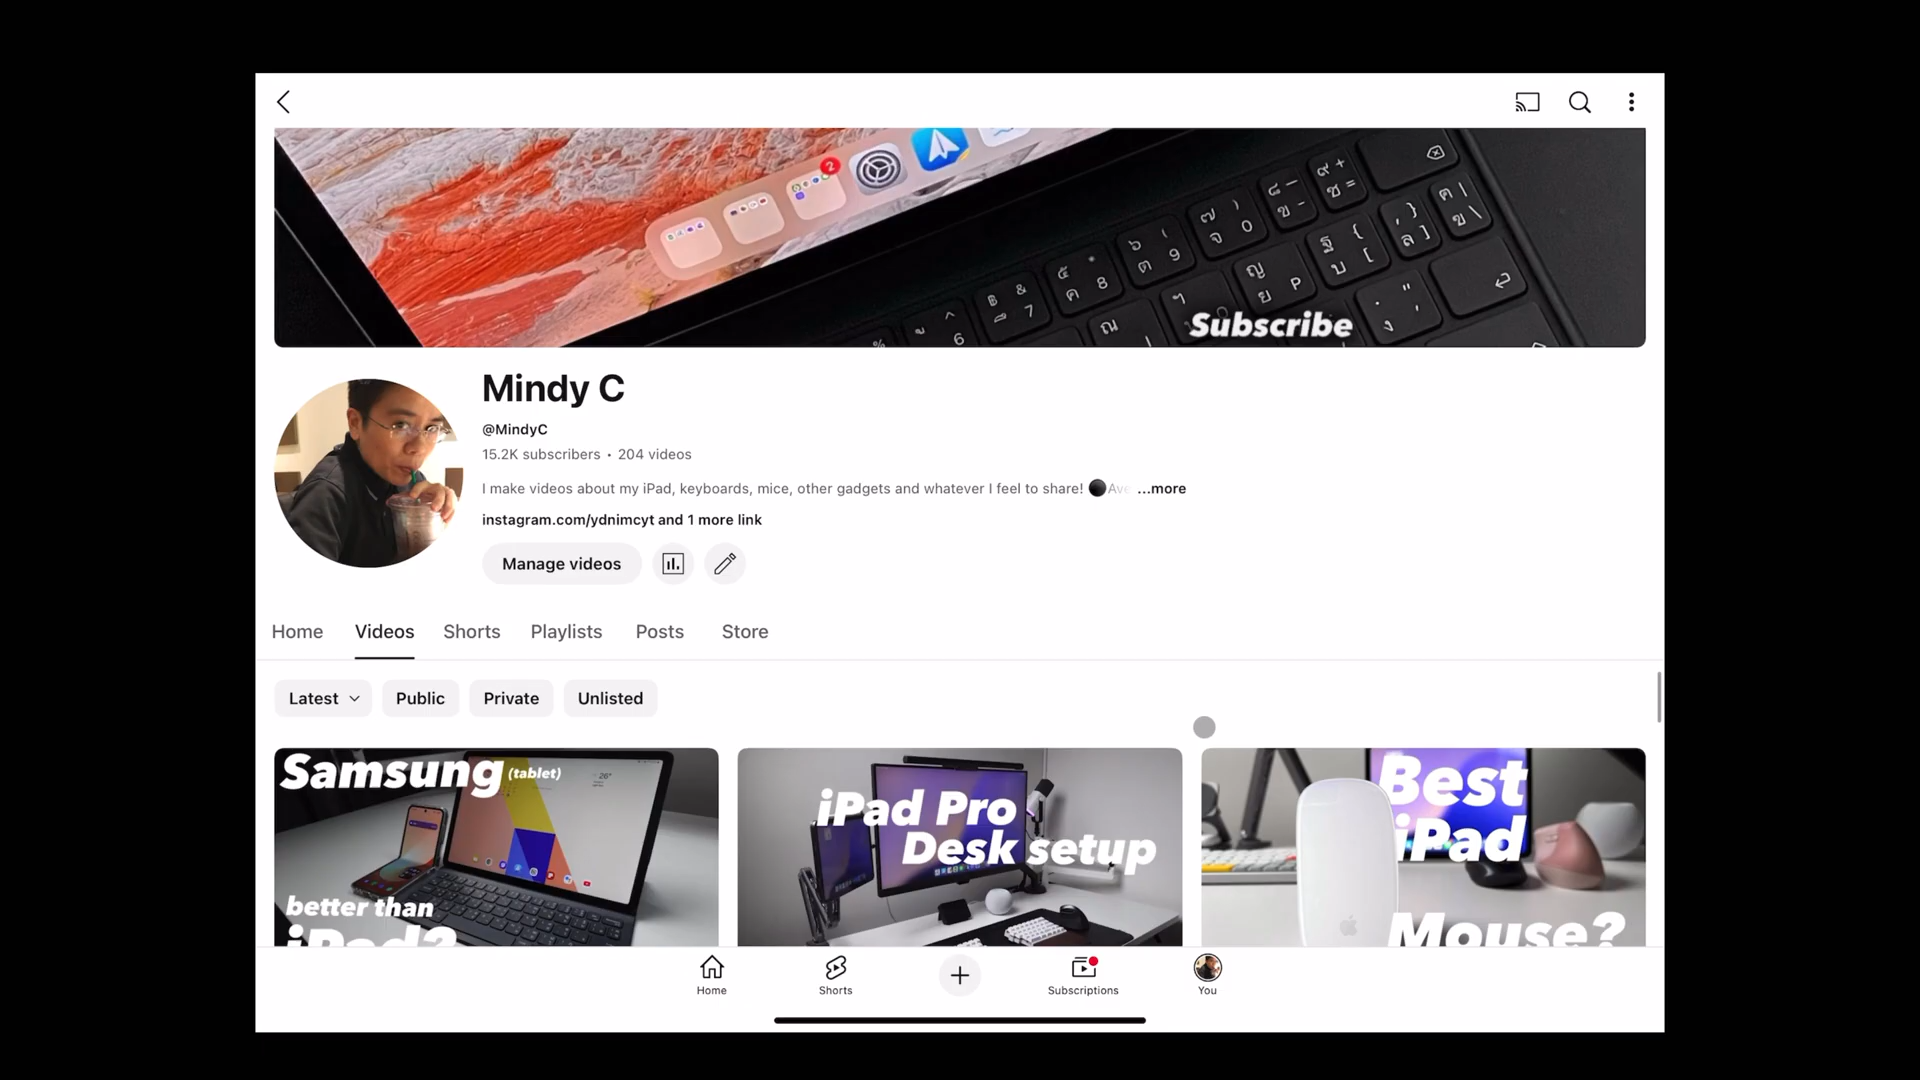 2
Subscribe
Mindy C
@MindyC
15.2K subscribers • 204 videos
I make videos about my iPad, keyboards, mice, other gadgets and whatever I feel to share! ⚫Ave ...more
instagram.com/ydnimcyt and 1 more link
Manage videos
Home Videos Shorts Playlists Posts Store
Latest Public Private Unlisted
Samsung (tablet)
better than
iPad?
iPad Pro
Desk setup
Best
iPad
Mouse?
Home Shorts Subscriptions You